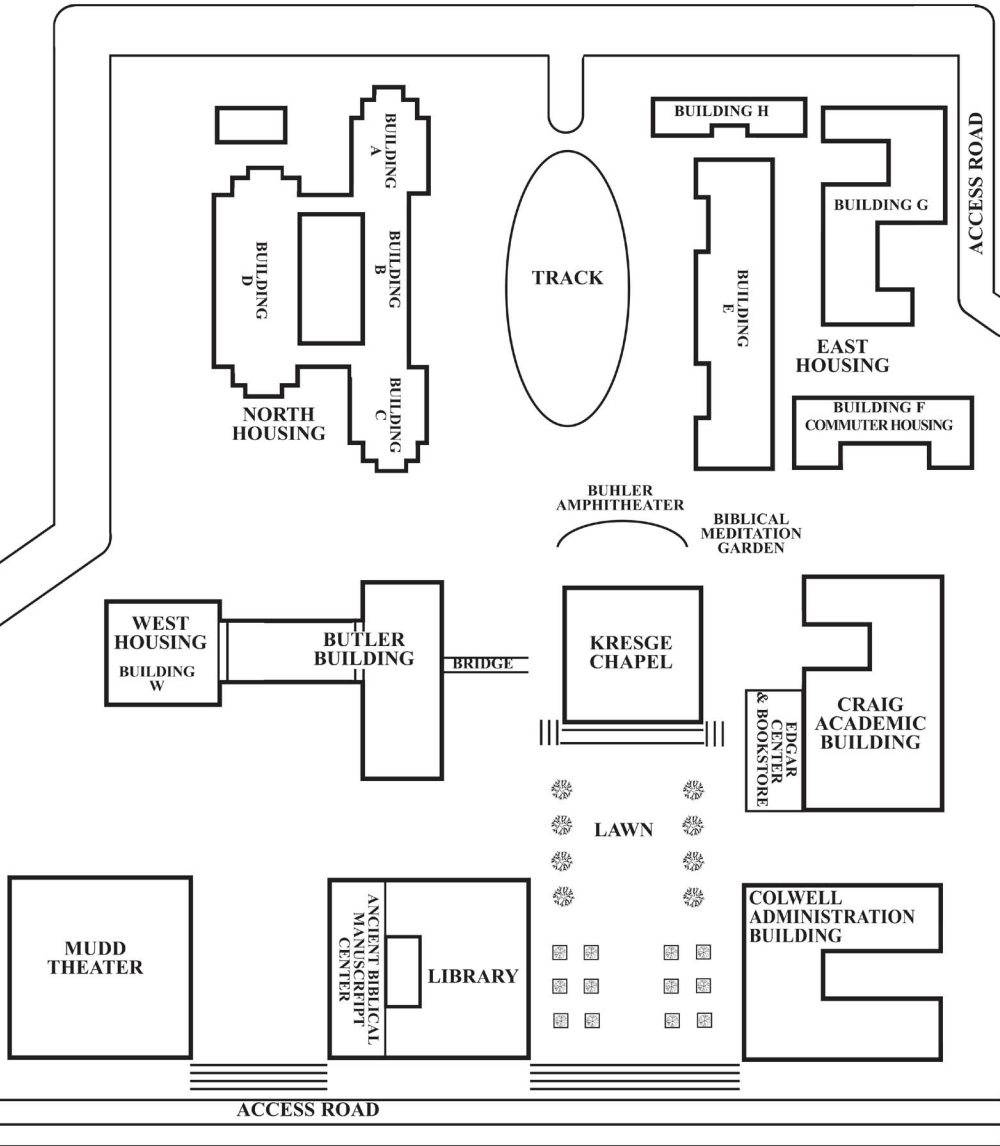 BUILDING
A
BUILDING H
ACCESS ROAD
BUILDING G
BUILDING
D
BUILDING
B
TRACK
BUILDING
E
EAST
HOUSING
BUILDING
C
NORTH
HOUSING
BUILDING F
COMMUTER HOUSING
BUHLER
AMPHITHEATER
BIBLICAL
MEDITATION
GARDEN
WEST
HOUSING
BUILDING
W
BUTLER
BUILDING
BRIDGE
KRESGE
CHAPEL
EDGAR
CENTER
& BOOKSTORE
CRAIG
ACADEMIC
BUILDING
LAWN
MUDD
THEATER
ANCIENT BIBLICAL
MANUSCRFIPT
CENTER
LIBRARY
COLWELL
ADMINISTRATION
BUILDING
ACCESS ROAD